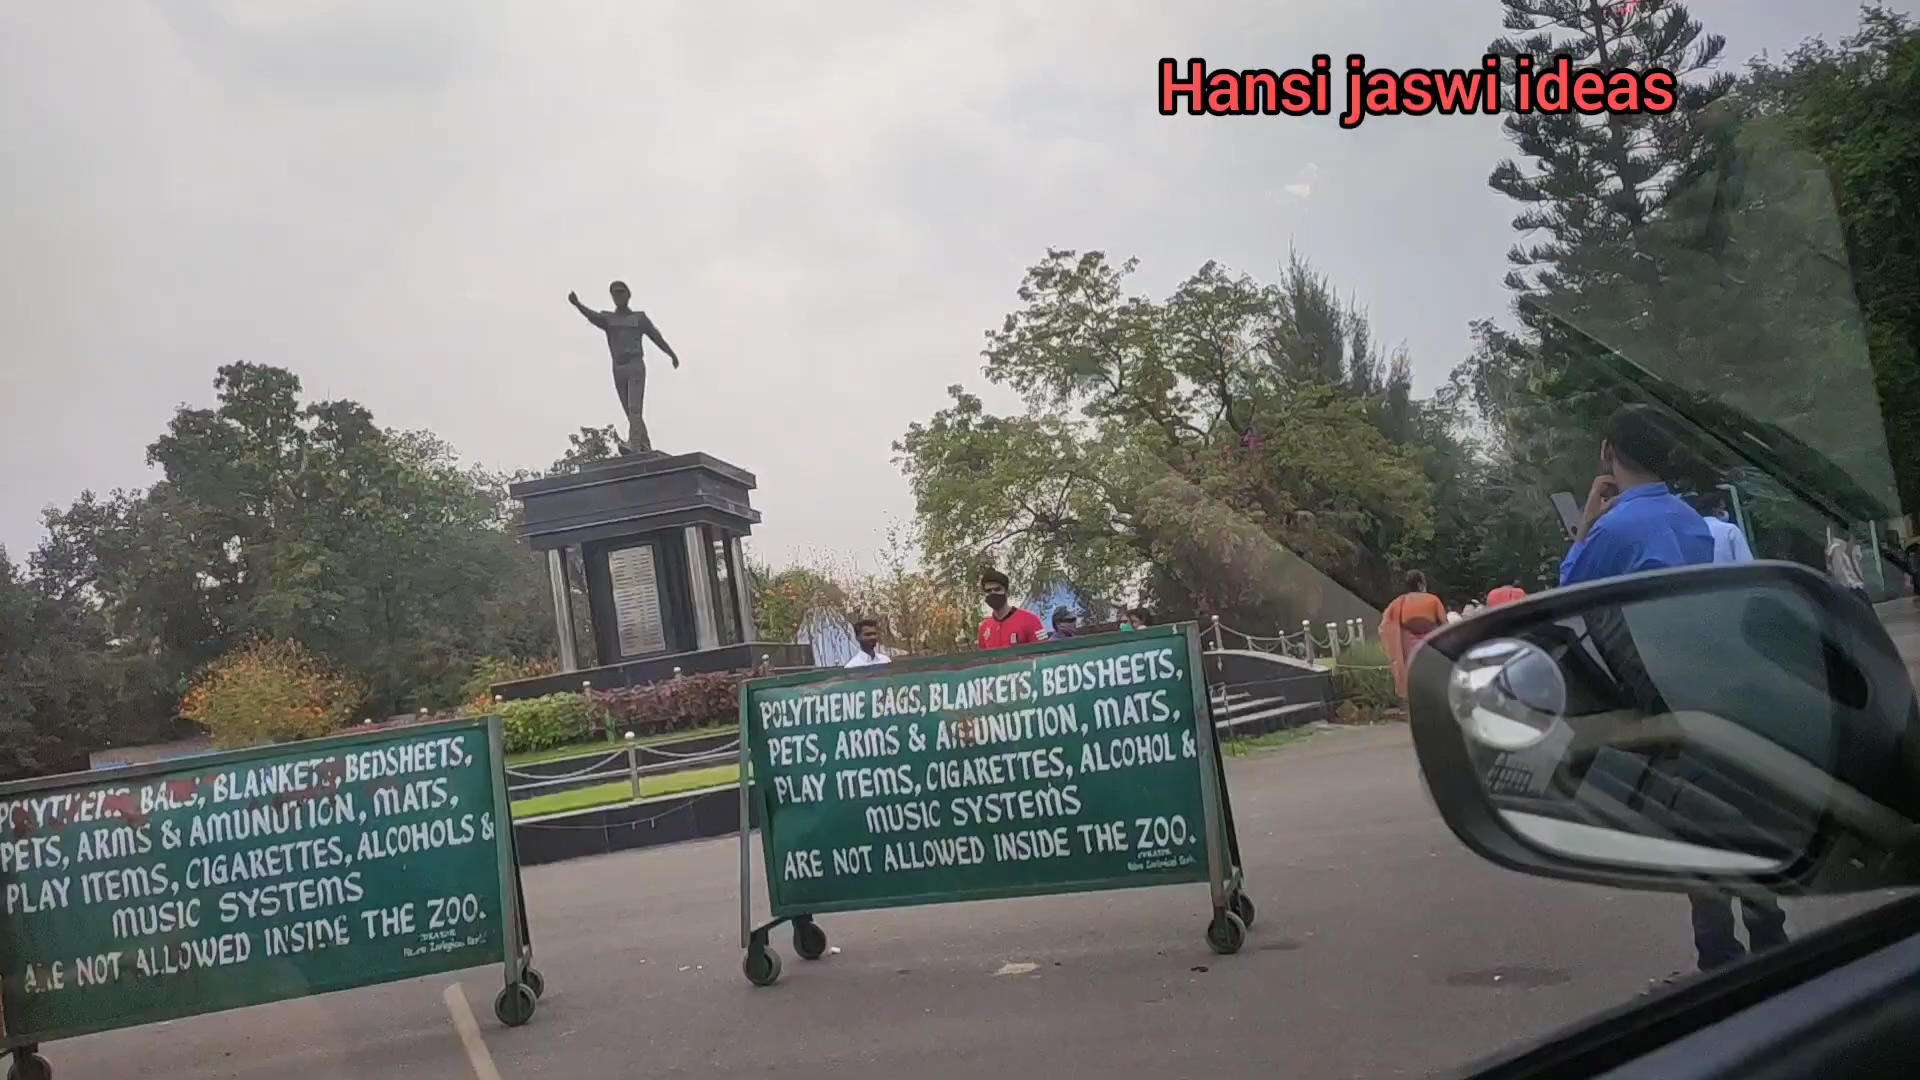 Hansi jaswi ideas
POLYTHENE BAGS, BLANKETS, BEDSHEETS,
PETS, ARMS & AMUNUTION, MATS,
PLAY ITEMS, CIGARETTES, ALCOHOLS &
MUSIC SYSTEMS
ARE NOT ALLOWED INSIDE THE ZOO.
POLYTHENE BAGS, BLANKETS, BEDSHEETS,
PETS, ARMS & AMUNUTION, MATS,
PLAY ITEMS, CIGARETTES, ALCOHOL &
MUSIC SYSTEMS
ARE NOT ALLOWED INSIDE THE ZOO.
Zoological Park